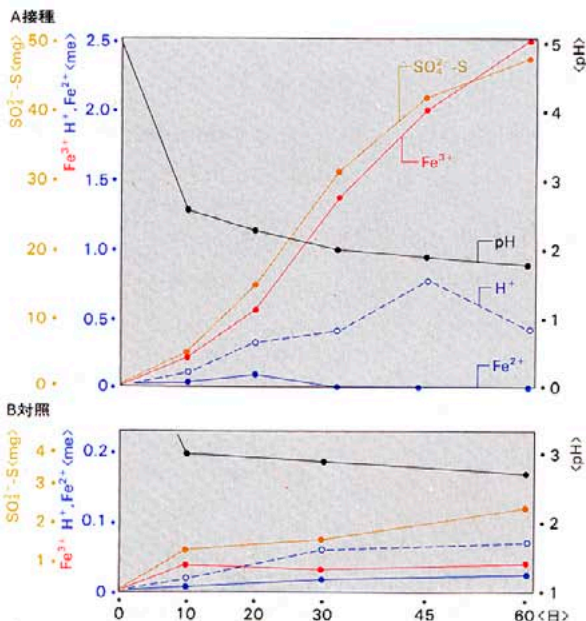 A接種
SO₄²⁻-S<mg>
Fe³⁺ H⁺, Fe²⁺<me>
<pH>
50
40
30
20
10
0
2.5
2.0
1.5
1.0
0.5
0
5
4
3
2
1
0
SO₄²⁻-S
Fe³⁺
pH
H⁺
Fe²⁺
B対照
SO₄²⁻-S<mg>
Fe³⁺ H⁺, Fe²⁺<me>
<pH>
4
3
2
1
0.2
0.1
0
3
2
1
0 10 20 30 45 60<日>